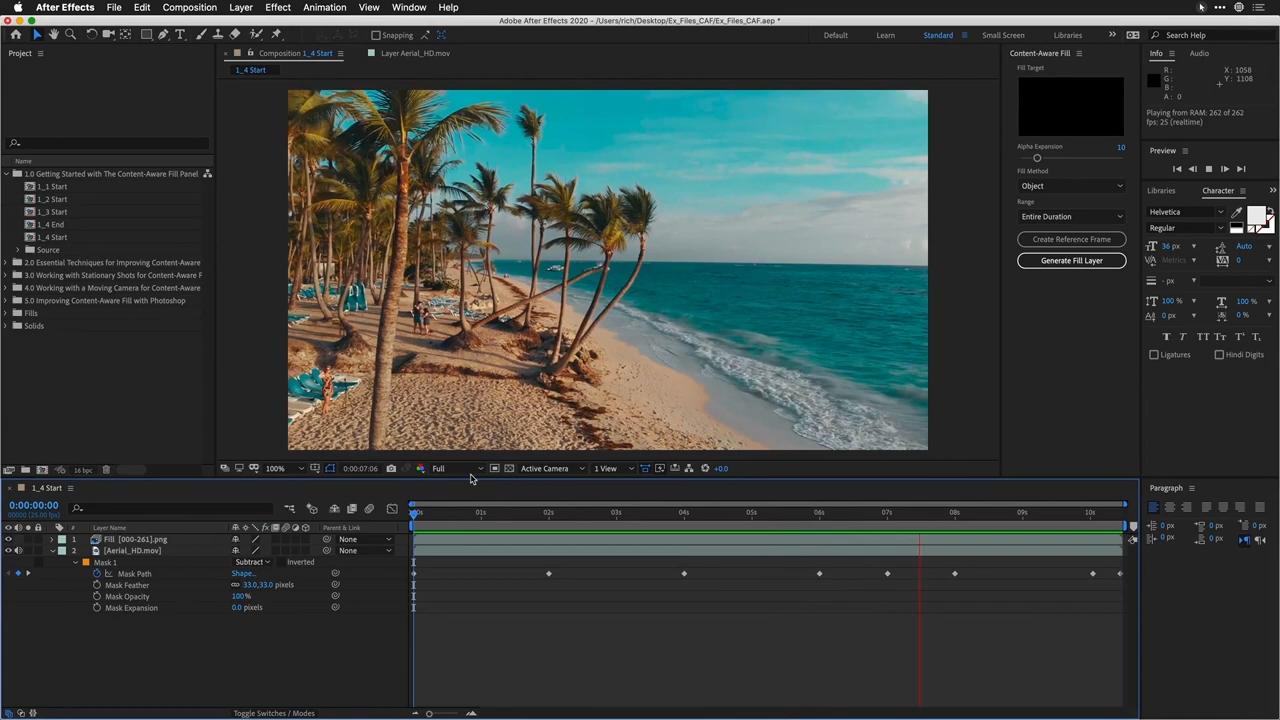 After Effects File Edit Composition Layer Effect Animation View Window Help
Adobe After Effects 2020 - /Users/rich/Desktop/Ex_Files_CAF/Ex_Files_CAF.aep *
Snapping Default Learn Standard Small Screen Libraries Search Help
Project
Name
1.0 Getting Started with The Content-Aware Fill Panel
1_1 Start
1_2 Start
1_3 Start
1_4 End
1_4 Start
Source
2.0 Essential Techniques for Improving Content-Aware
3.0 Working with Stationary Shots for Content-Aware F
4.0 Working with a Moving Camera for Content-Aware
5.0 Improving Content-Aware Fill with Photoshop
Fills
Solids
16 bpc
Composition 1_4 Start
Layer Aerial_HD.mov
1_4 Start
100% 0:00:07:06 Full Active Camera 1 View +0.0
Content-Aware Fill
Fill Target
Alpha Expansion 10
Fill Method
Object
Range
Entire Duration
Create Reference Frame
Generate Fill Layer
Info Audio
R: X: 1058
G: Y: 1108
B:
A: 0
Playing from RAM: 262 of 262
fps: 25 (realtime)
Preview
Libraries Character
Helvetica
Regular
36 px Auto
Metrics 0
- px -
100 % 100 %
0 px 0 %
Ligatures Hindi Digits
Paragraph
0 px 0 px 0 px
0 px 0 px
1_4 Start
0:00:00:00
00000 (25.00 fps)
Layer Name Parent & Link
1 Fill [000-261].png None
2 [Aerial_HD.mov] None
Mask 1 Subtract Inverted
Mask Path Shape...
Mask Feather 33.0,33.0 pixels
Mask Opacity 100%
Mask Expansion 0.0 pixels
01s 02s 03s 04s 05s 06s 07s 08s 09s 10s
Toggle Switches / Modes